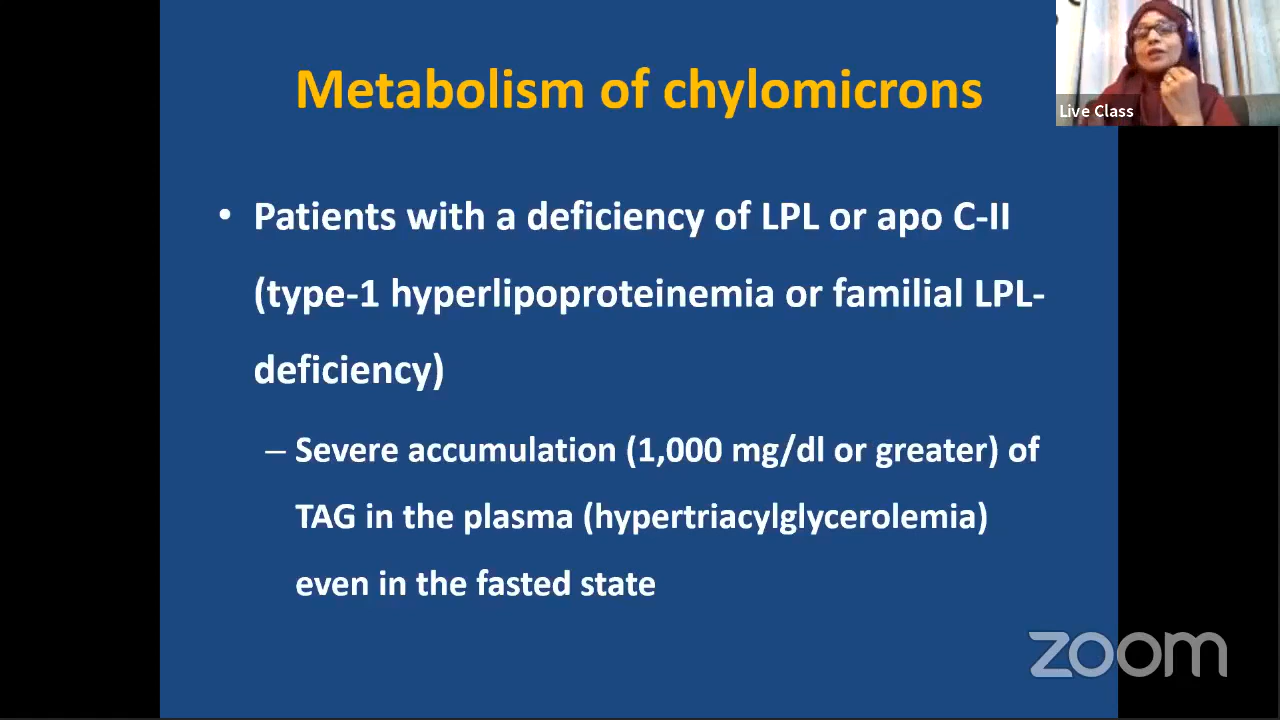 Metabolism of chylomicrons
Live Class
• Patients with a deficiency of LPL or apo C-II
(type-1 hyperlipoproteinemia or familial LPL-
deficiency)
– Severe accumulation (1,000 mg/dl or greater) of
TAG in the plasma (hypertriacylglycerolemia)
even in the fasted state
zoom